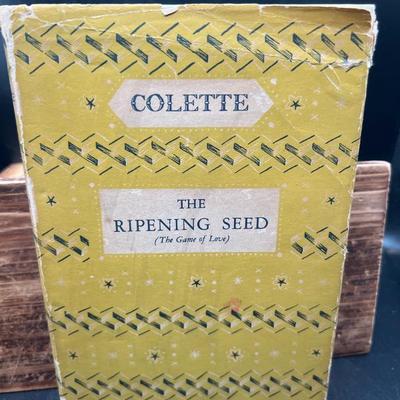 COLETTE
THE
RIPENING SEED
(The Game of Love)